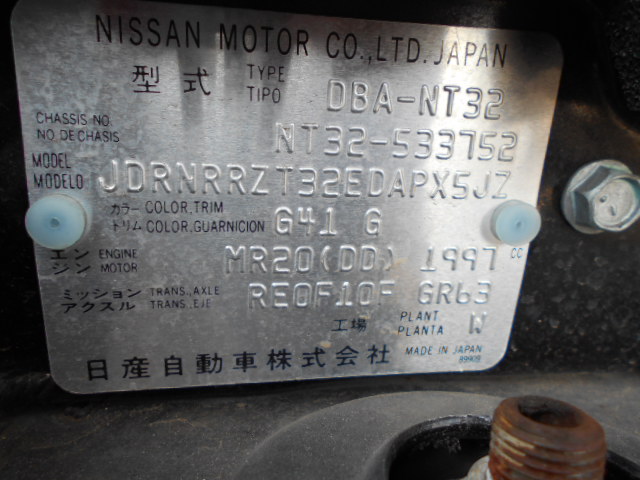 NISSAN MOTOR CO.,LTD.JAPAN
型式 TYPE TIPO DBA-NT32
CHASSIS NO. NO.DE CHASIS NT32-533752
MODEL MODELO JDRNRRZT32EDAPX5JZ
カラー COLOR,TRIM
トリム COLOR,GUARNICION G41 G
エンジン ENGINE MOTOR MR20(DD) 1997 CC
ミッション TRANS.,AXLE
アクスル TRANS.,EJE RE0F10F GR63
工場 PLANT PLANTA W
日産自動車株式会社 MADE IN JAPAN